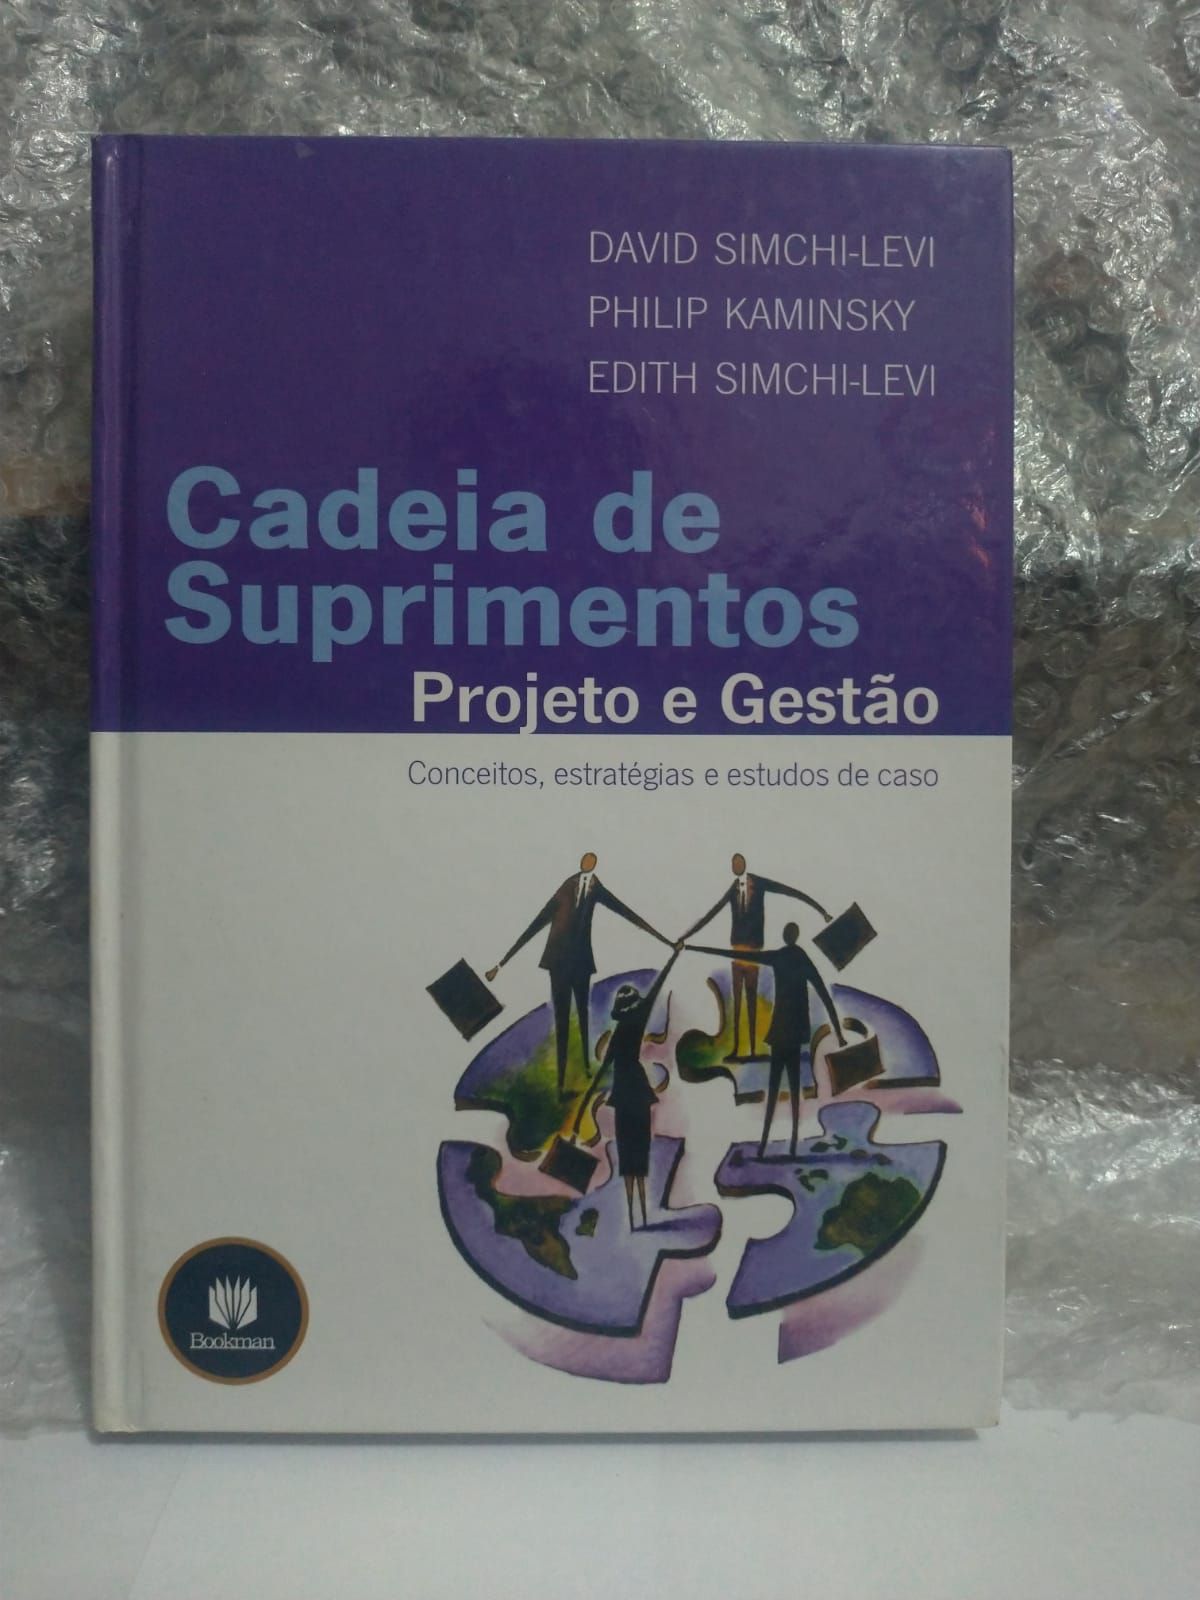 DAVID SIMCHI-LEVI
PHILIP KAMINSKY
EDITH SIMCHI-LEVI
Cadeia de
Suprimentos
Projeto e Gestão
Conceitos, estratégias e estudos de caso
Bookman